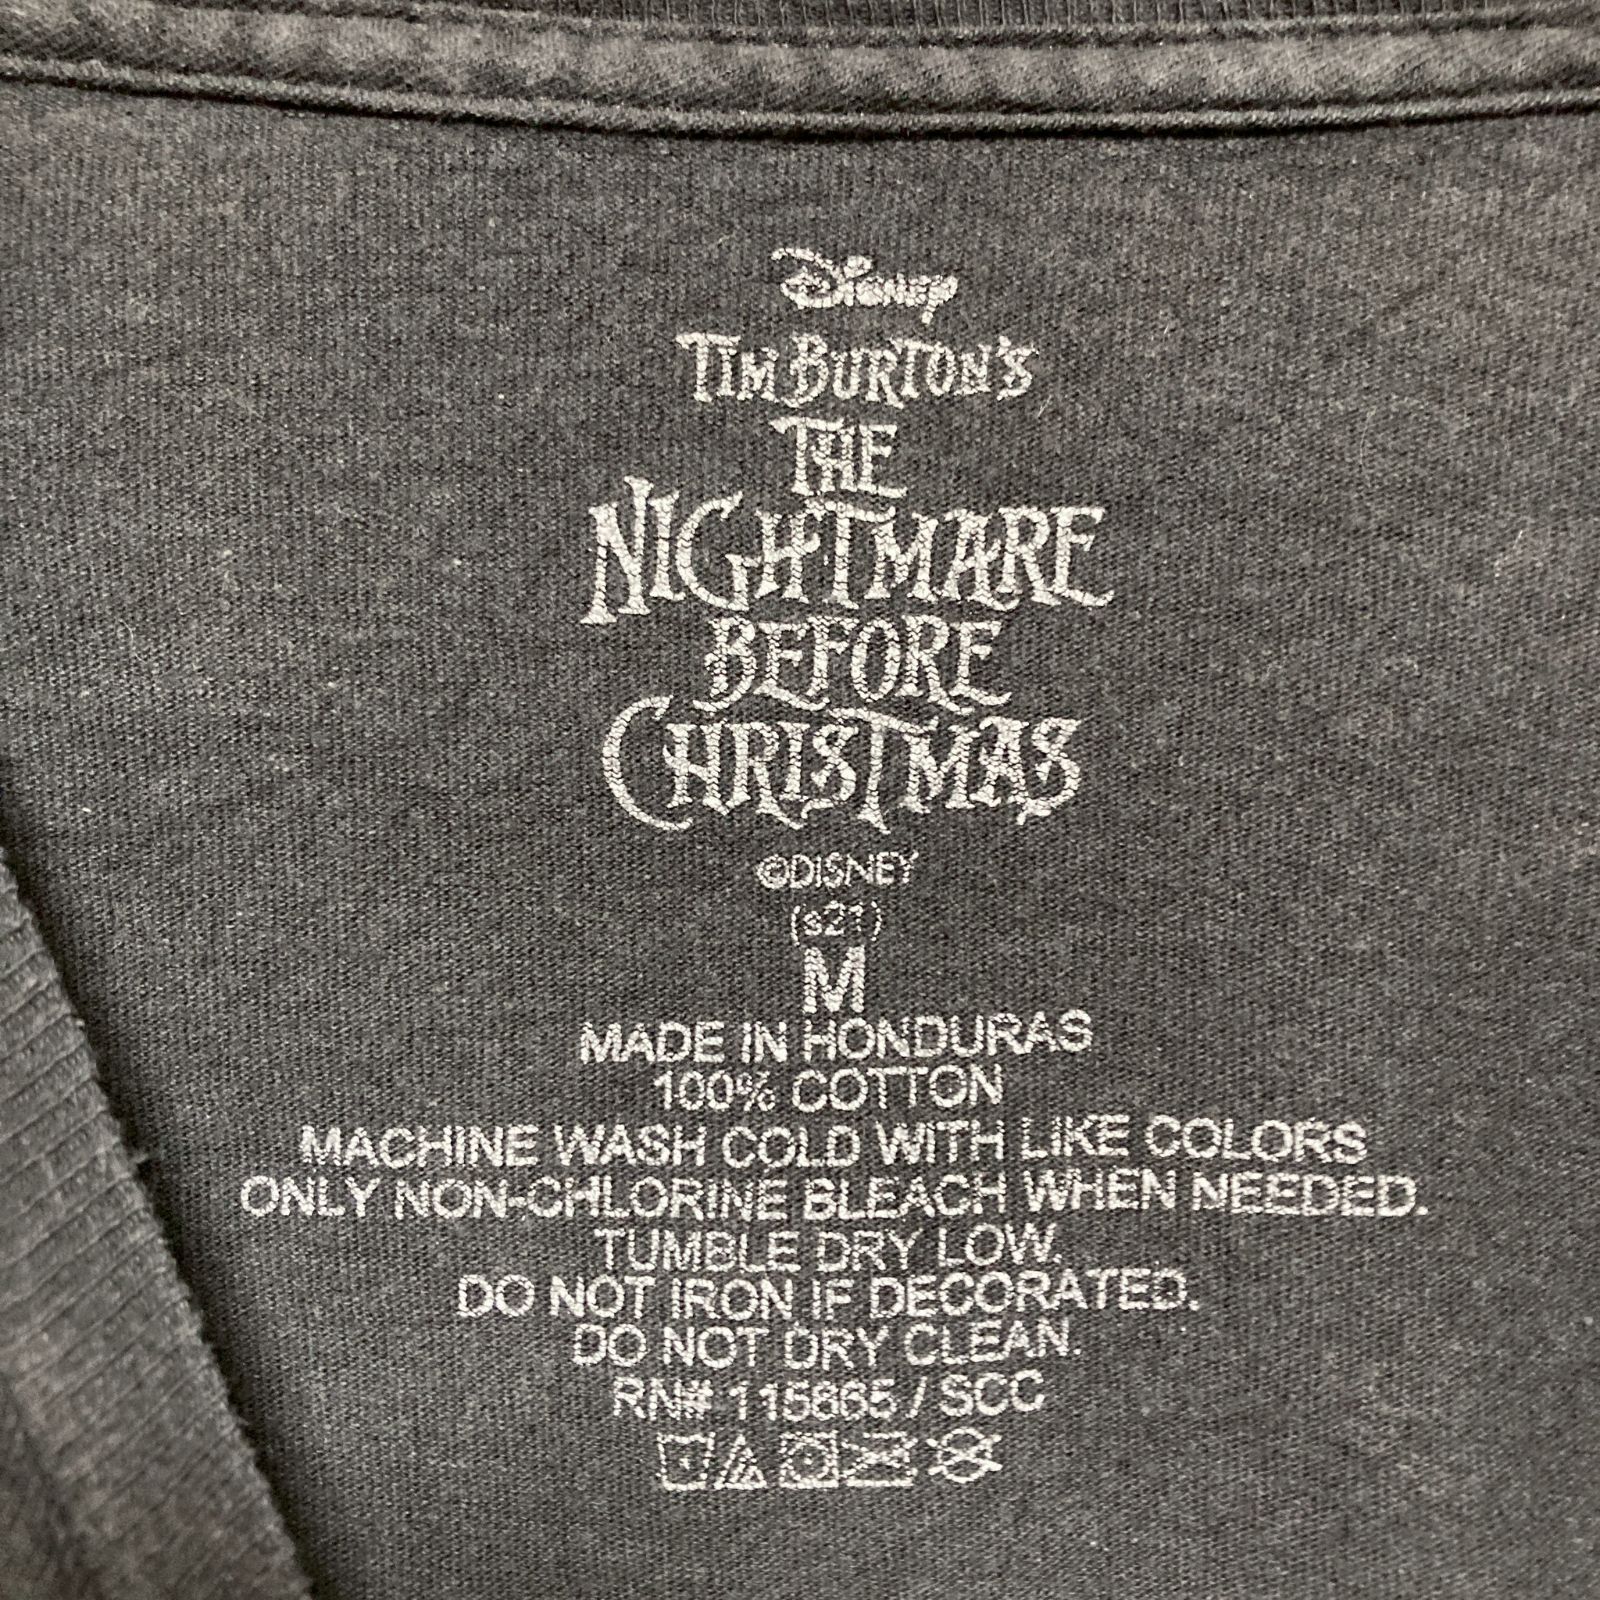 Disney
TIM BURTON'S
THE
NIGHTMARE
BEFORE
CHRISTMAS
©DISNEY
(s21)
M
MADE IN HONDURAS
100% COTTON
MACHINE WASH COLD WITH LIKE COLORS
ONLY NON-CHLORINE BLEACH WHEN NEEDED.
TUMBLE DRY LOW.
DO NOT IRON IF DECORATED.
DO NOT DRY CLEAN.
RN# 115865 / SCC